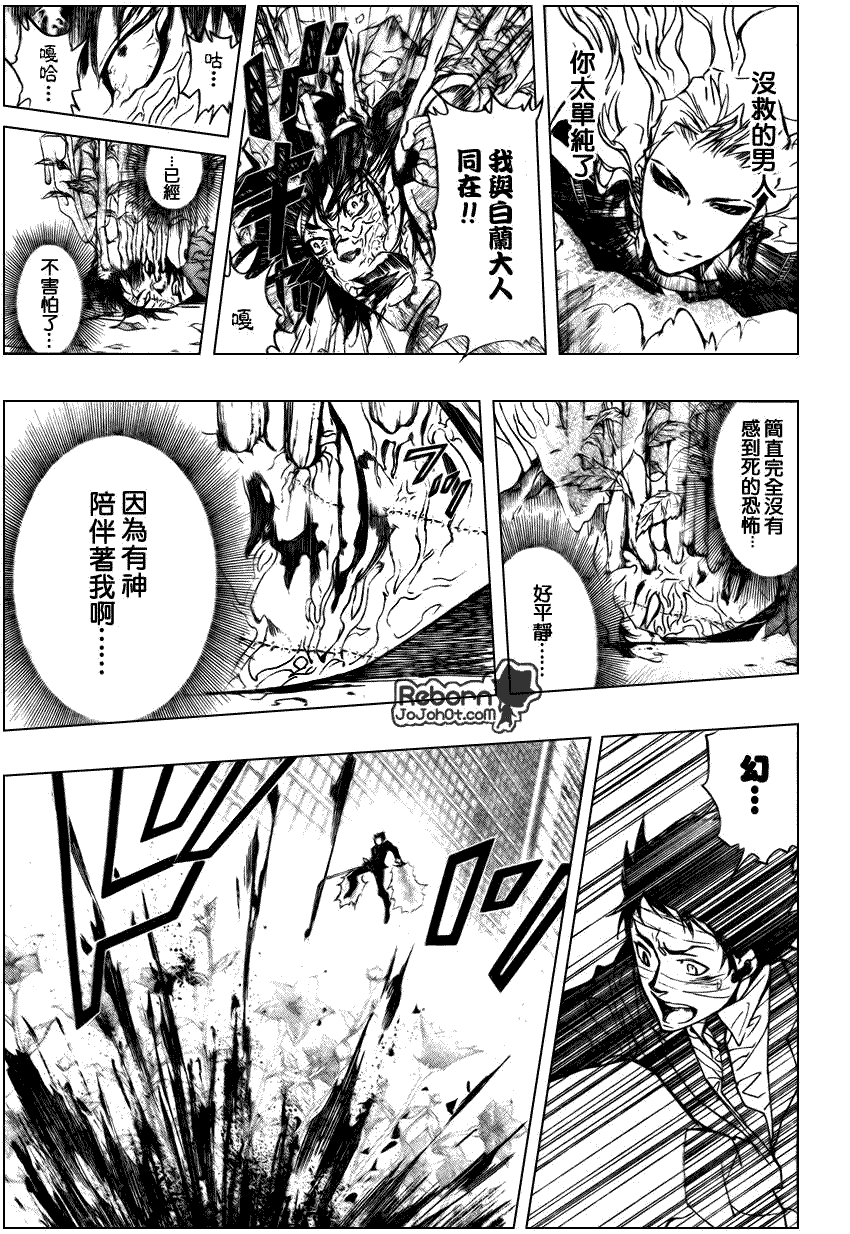 沒救的男人
你太單純了
我與白蘭大人
同在!!
嘎
咕…
嘎哈…
…已經
不害怕了…
簡直完全沒有
感到死的恐怖…
好平靜……
因為有神
陪伴著我啊……
Reborn
JoJoh0t.com
幻…